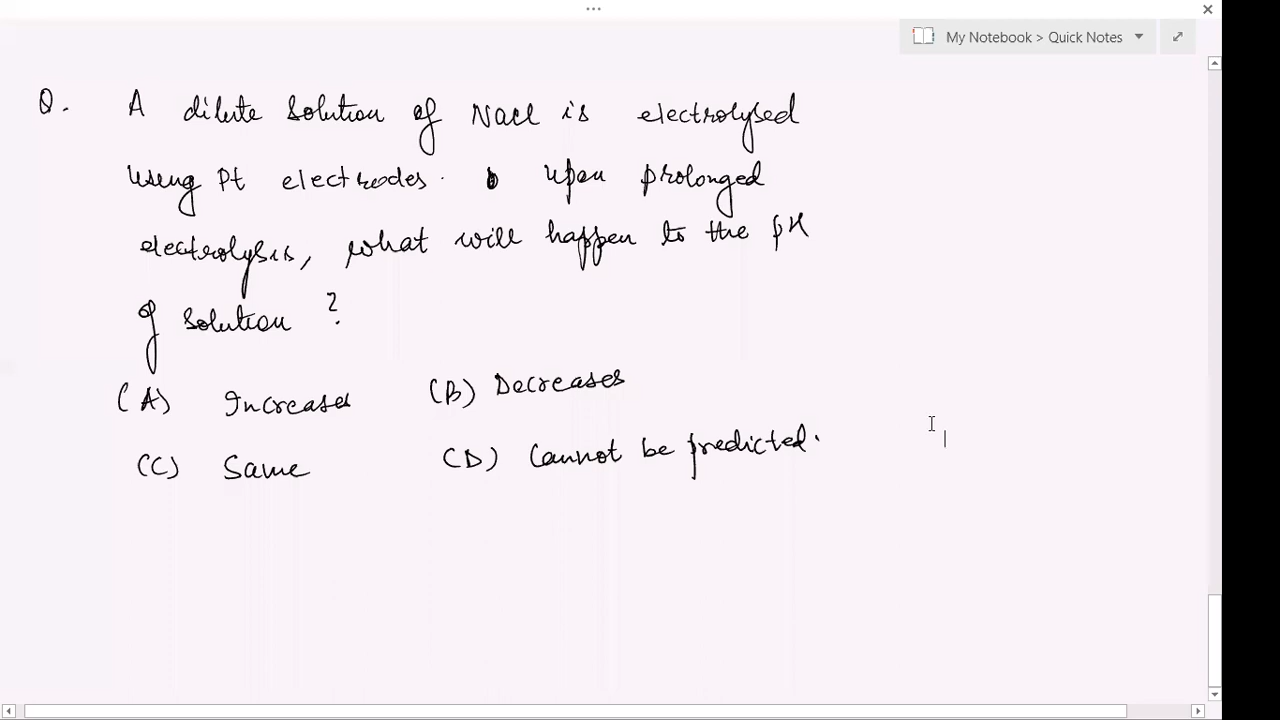 My Notebook > Quick Notes
Q. A dilute solution of NaCl is electrolysed
using Pt electrodes. upon prolonged
electrolysis, what will happen to the pH
of solution ?
(A) Increases (B) Decreases
(C) Same (D) Cannot be predicted.